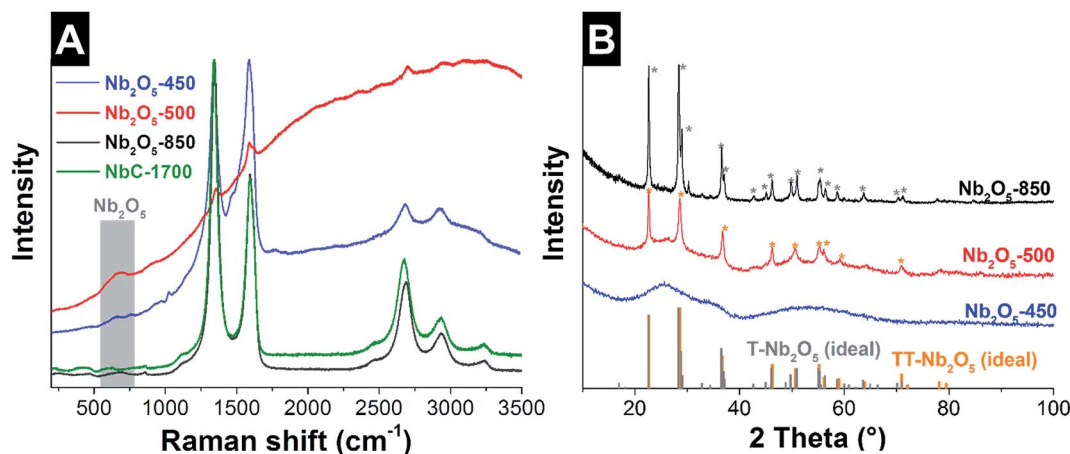 A
Nb₂O₅-450
Nb₂O₅-500
Nb₂O₅-850
NbC-1700
Nb₂O₅
Intensity
500 1000 1500 2000 2500 3000 3500
Raman shift (cm⁻¹)
B
Nb₂O₅-850
Nb₂O₅-500
Nb₂O₅-450
T-Nb₂O₅ (ideal)
TT-Nb₂O₅ (ideal)
Intensity
20 40 60 80 100
2 Theta (°)